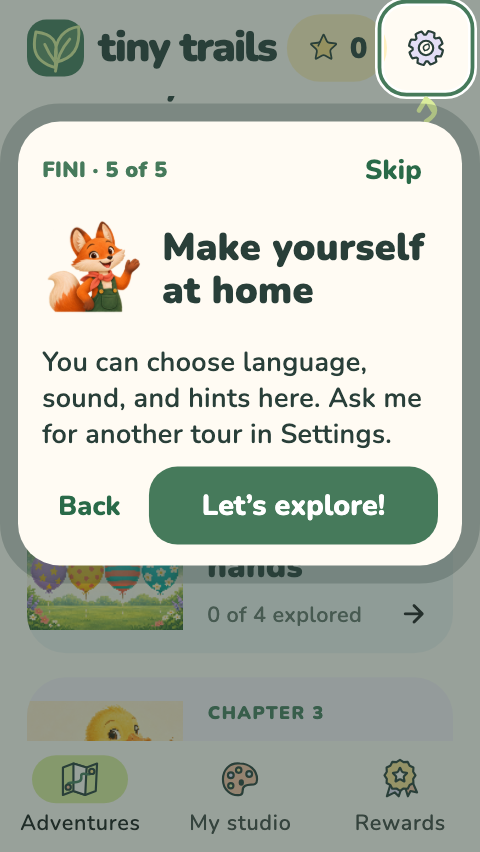 tiny trails
0
FINI · 5 of 5
Skip
Make yourself
at home
You can choose language,
sound, and hints here. Ask me
for another tour in Settings.
Back
Let’s explore!
hands
0 of 4 explored
CHAPTER 3
Adventures
My studio
Rewards